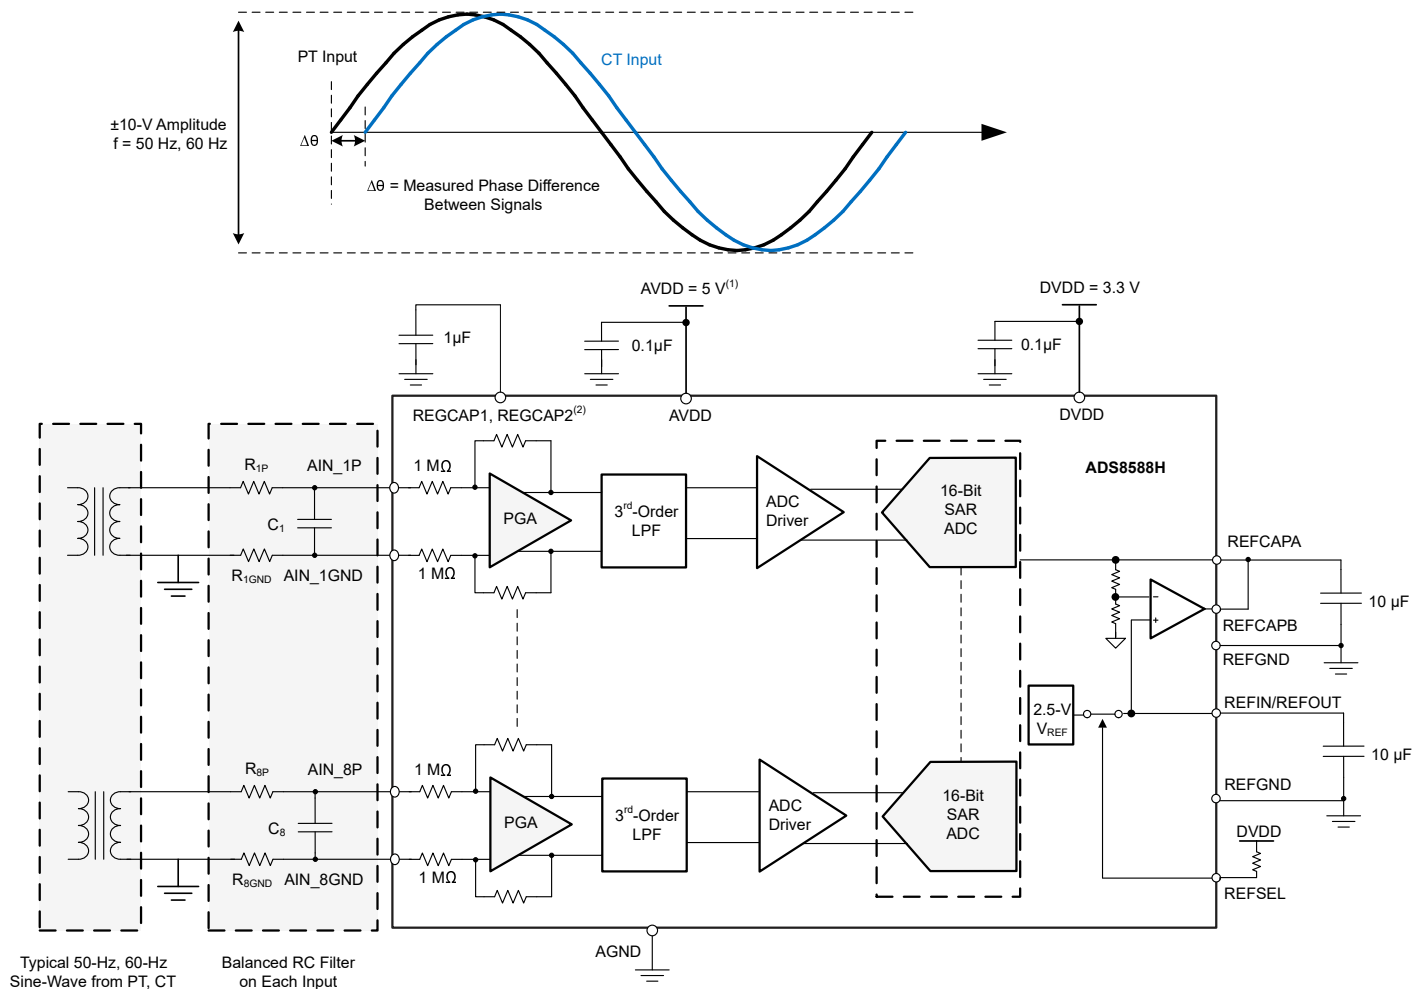 PT Input
CT Input
±10-V Amplitude
f = 50 Hz, 60 Hz
Δθ
Δθ = Measured Phase Difference
Between Signals
AVDD = 5 V(1)
DVDD = 3.3 V
1µF
0.1µF
0.1µF
REGCAP1, REGCAP2(2)
AVDD
DVDD
R1P
AIN_1P
1 MΩ
ADS8588H
C1
PGA
3rd-Order
LPF
ADC
Driver
16-Bit
SAR
ADC
R1GND
AIN_1GND
1 MΩ
REFCAPA
10 µF
−
+
REFCAPB
REFGND
2.5-V
VREF
REFIN/REFOUT
10 µF
R8P
AIN_8P
1 MΩ
C8
PGA
3rd-Order
LPF
ADC
Driver
16-Bit
SAR
ADC
REFGND
DVDD
R8GND
AIN_8GND
1 MΩ
REFSEL
AGND
Typical 50-Hz, 60-Hz
Sine-Wave from PT, CT
Balanced RC Filter
on Each Input